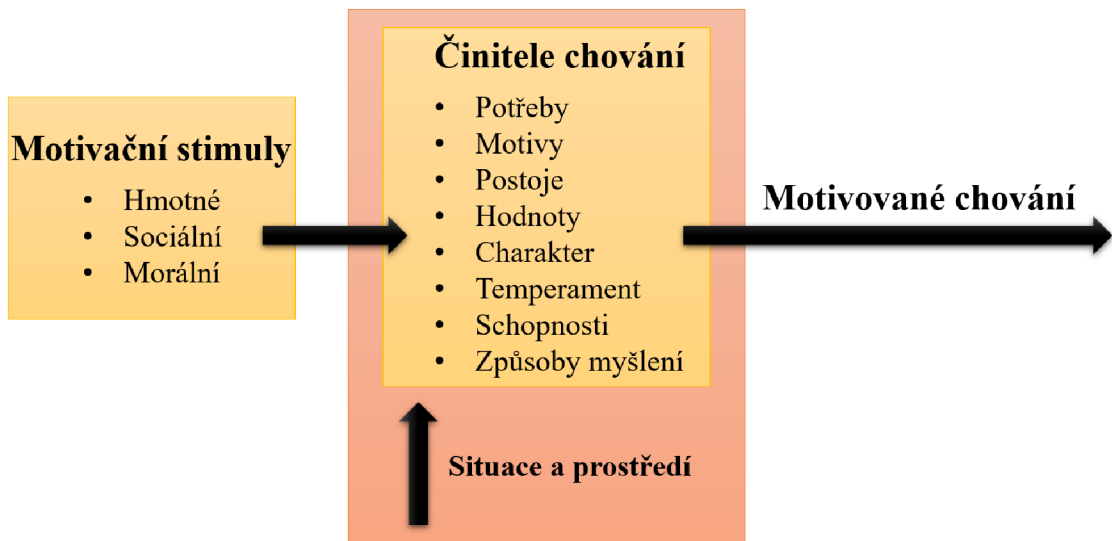 Motivační stimuly
• Hmotné
• Sociální
• Morální
Činitele chování
• Potřeby
• Motivy
• Postoje
• Hodnoty
• Charakter
• Temperament
• Schopnosti
• Způsoby myšlení
Situace a prostředí
Motivované chování